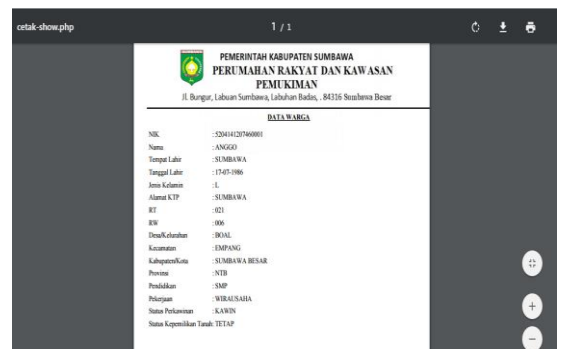 cetak-show.php
1 / 1
PEMERINTAH KABUPATEN SUMBAWA
PERUMAHAN RAKYAT DAN KAWASAN
PEMUKIMAN
Jl. Bungur, Labuan Sumbawa, Labuhan Badas, . 84316 Sumbawa Besar
DATA WARGA
NIK : 5204141207460001
Nama : ANGGO
Tempat Lahir : SUMBAWA
Tanggal Lahir : 17-07-1986
Jenis Kelamin : L
Alamat KTP : SUMBAWA
RT : 021
RW : 006
Desa/Kelurahan : BOAL
Kecamatan : EMPANG
Kabupaten/Kota : SUMBAWA BESAR
Provinsi : NTB
Pendidikan : SMP
Pekerjaan : WIRAUSAHA
Status Perkawinan : KAWIN
Status Kepemilikan Tanah: TETAP